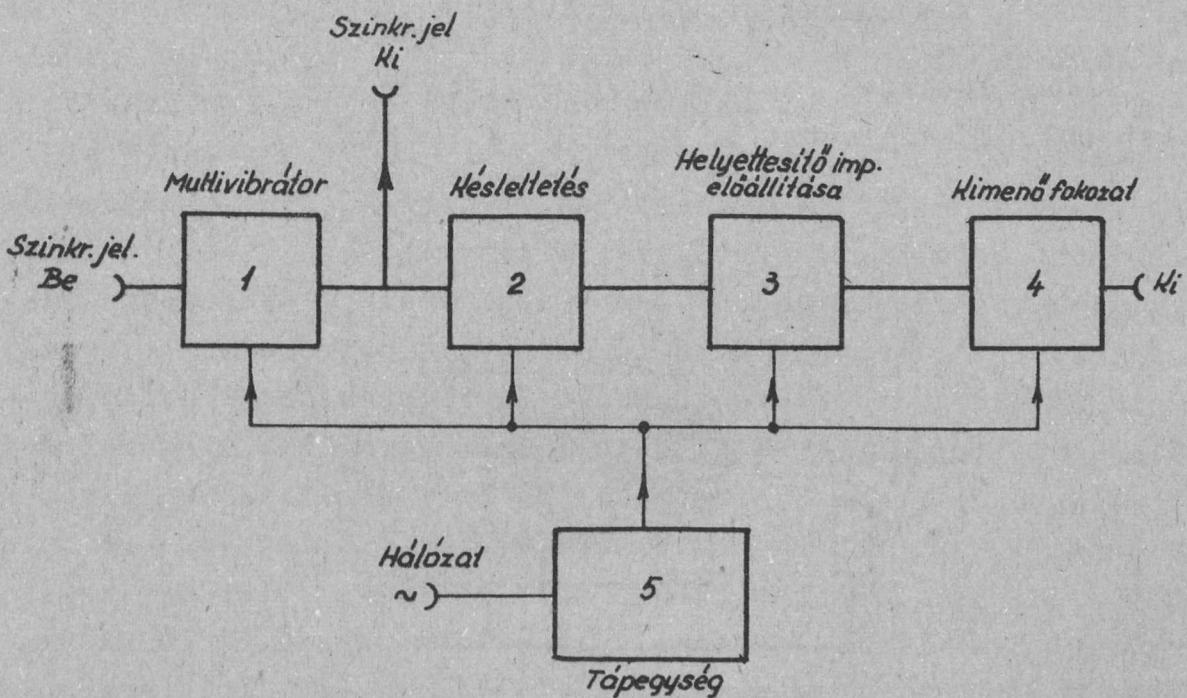 Szinkr. jel
Ki
Multivibrátor
Késleltetés
Helyettesítő imp.
előállítása
Kimenő fokozat
Szinkr. jel.
Be
1
2
3
4
Ki
Hálózat
~
5
Tápegység